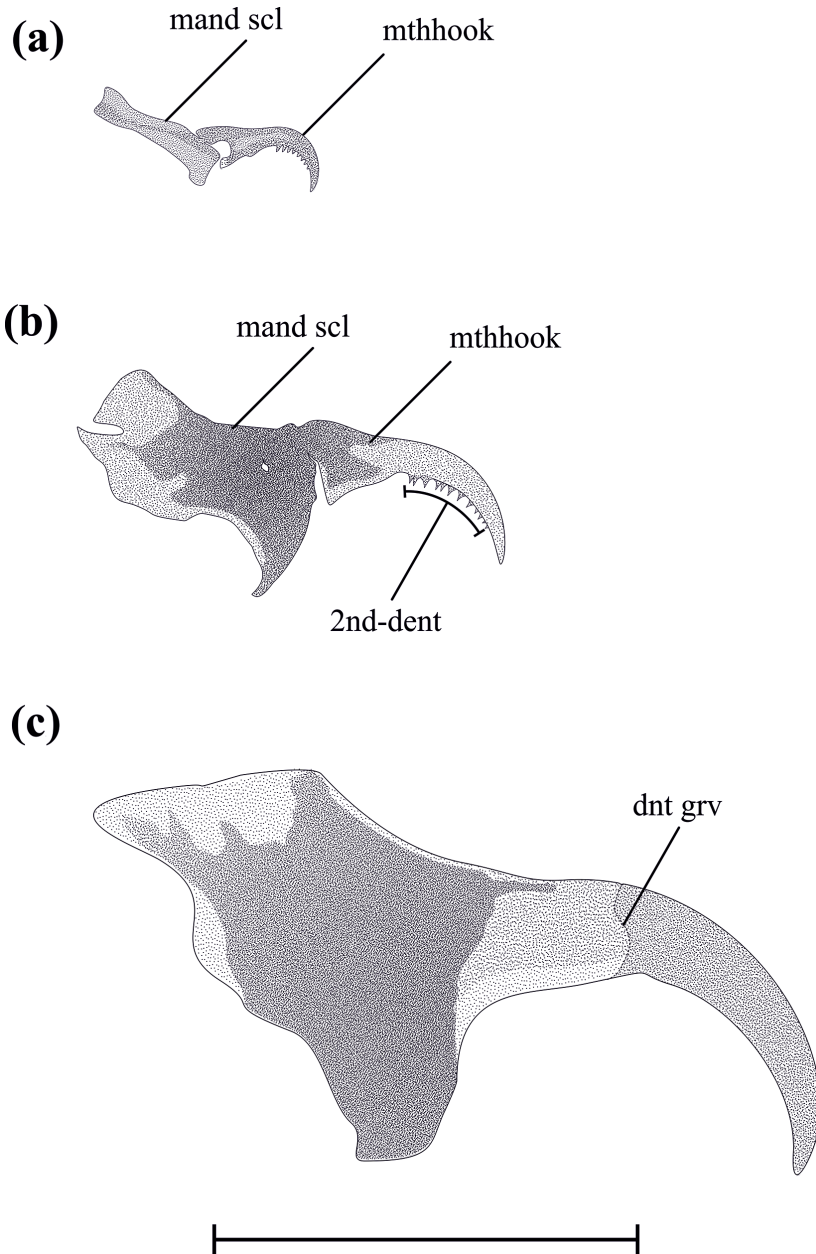 (a)
mand scl
mthhook
(b)
mand scl
mthhook
2nd-dent
(c)
dnt grv